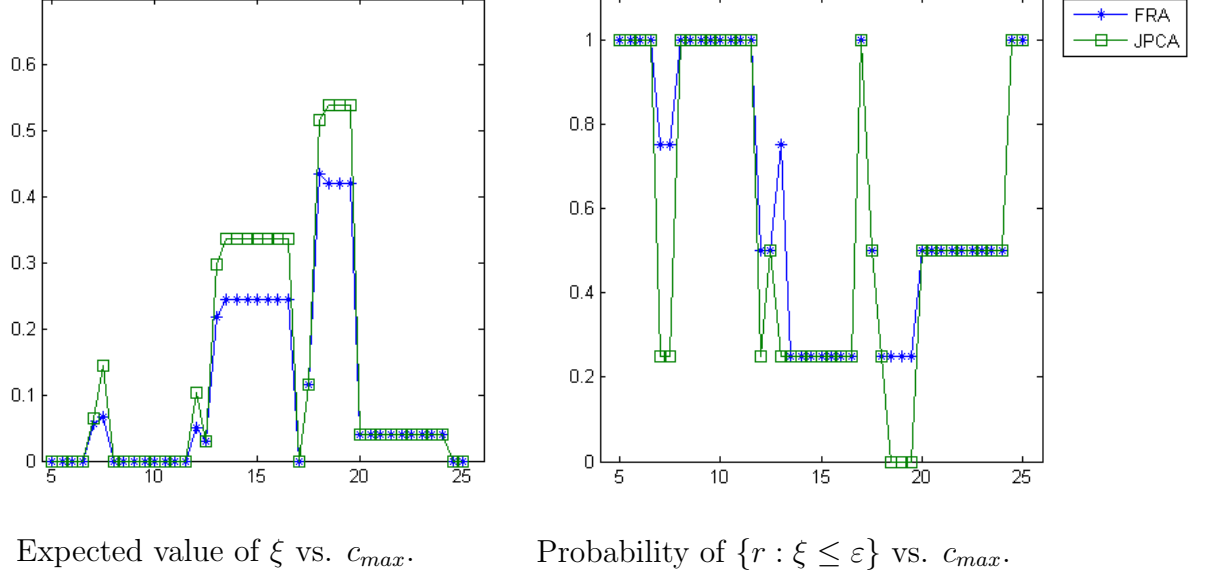 0.6
0.5
0.4
0.3
0.2
0.1
0
5 10 15 20 25
1
0.8
0.6
0.4
0.2
0
5 10 15 20 25
FRA
JPCA
Expected value of ξ vs. c_max.
Probability of {r : ξ ≤ ε} vs. c_max.